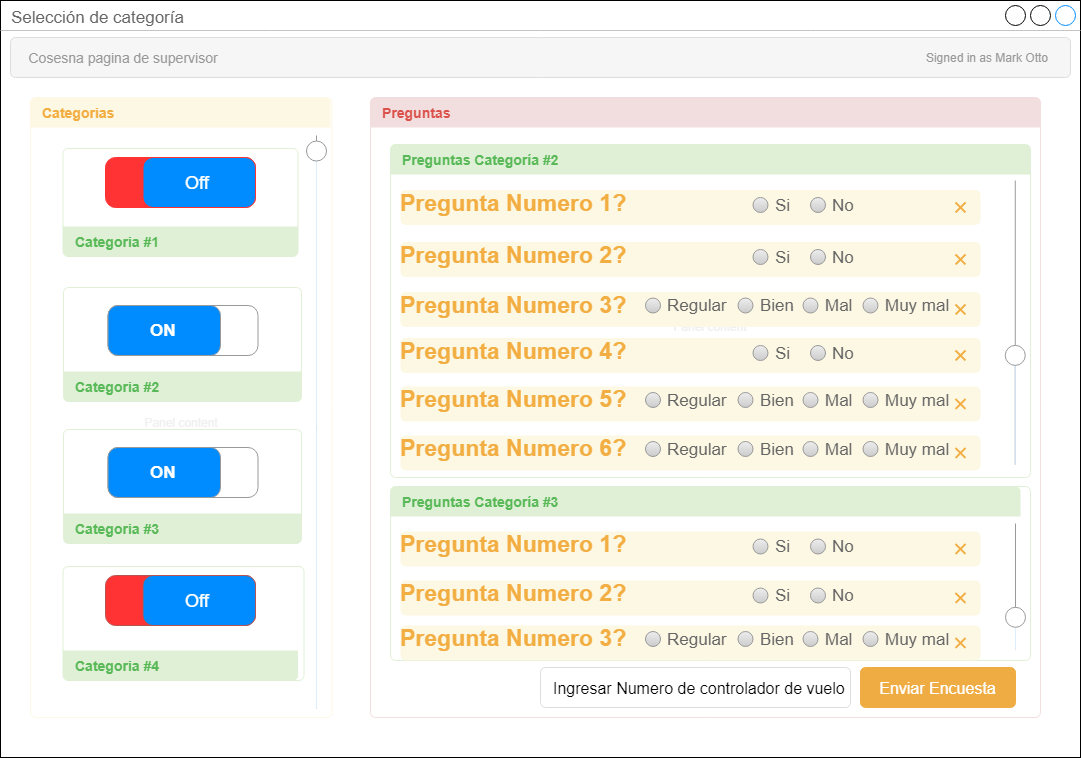 Selección de categoría
Cosesna pagina de supervisor
Signed in as Mark Otto
Categorias
Off
Categoria #1
ON
Categoria #2
Panel content
ON
Categoria #3
Off
Categoria #4
Preguntas
Preguntas Categoría #2
Pregunta Numero 1? Si No ×
Pregunta Numero 2? Si No ×
Pregunta Numero 3? Regular Bien Mal Muy mal ×
Panel content
Pregunta Numero 4? Si No ×
Pregunta Numero 5? Regular Bien Mal Muy mal ×
Pregunta Numero 6? Regular Bien Mal Muy mal ×
Preguntas Categoría #3
Pregunta Numero 1? Si No ×
Pregunta Numero 2? Si No ×
Pregunta Numero 3? Regular Bien Mal Muy mal ×
Ingresar Numero de controlador de vuelo
Enviar Encuesta